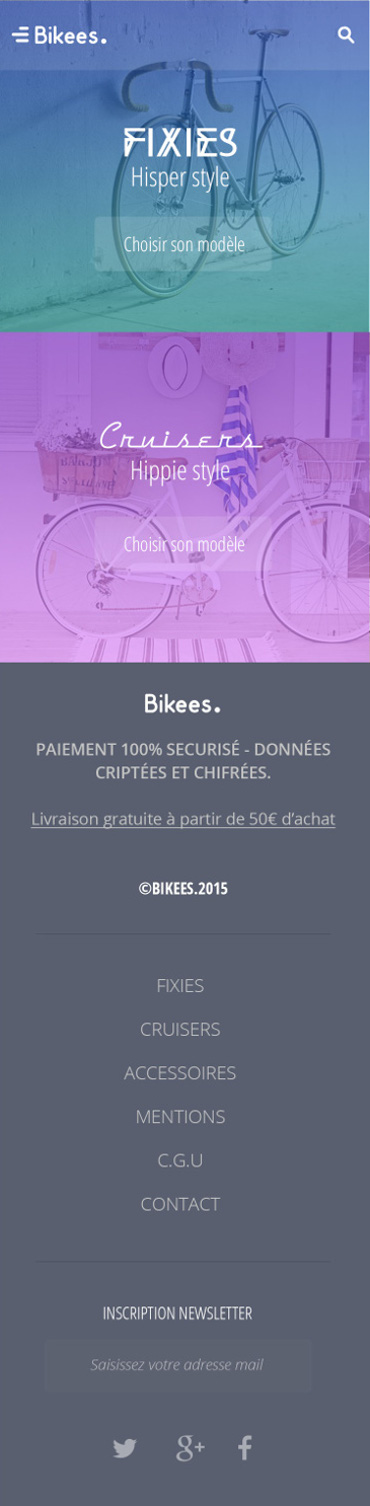 Bikees.
FIXIES
Hisper style
Choisir son modèle
Cruisers
Hippie style
Choisir son modèle
Bikees.
PAIEMENT 100% SECURISÉ - DONNÉES
CRIPTÉES ET CHIFRÉES.
Livraison gratuite à partir de 50€ d'achat
©BIKEES.2015
FIXIES
CRUISERS
ACCESSOIRES
MENTIONS
C.G.U
CONTACT
INSCRIPTION NEWSLETTER
Saisissez votre adresse mail